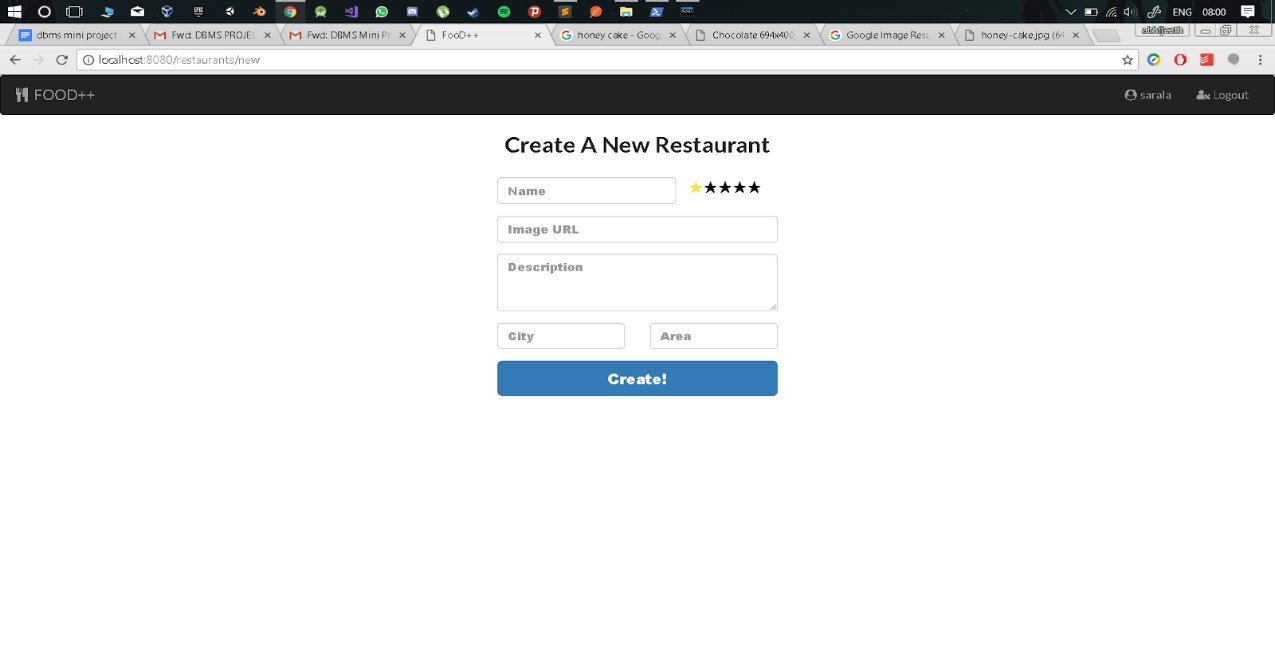 ENG 08:00
dbms mini project
Fwd: DBMS PROJEC
Fwd: DBMS Mini Pr
FooD++
honey cake - Goog
Chocolate 694x400
Google Image Resu
honey-cake.jpg (64
abhijeeth
localhost:8080/restaurants/new
FOOD++
sarala
Logout
Create A New Restaurant
Name
Image URL
Description
City
Area
Create!